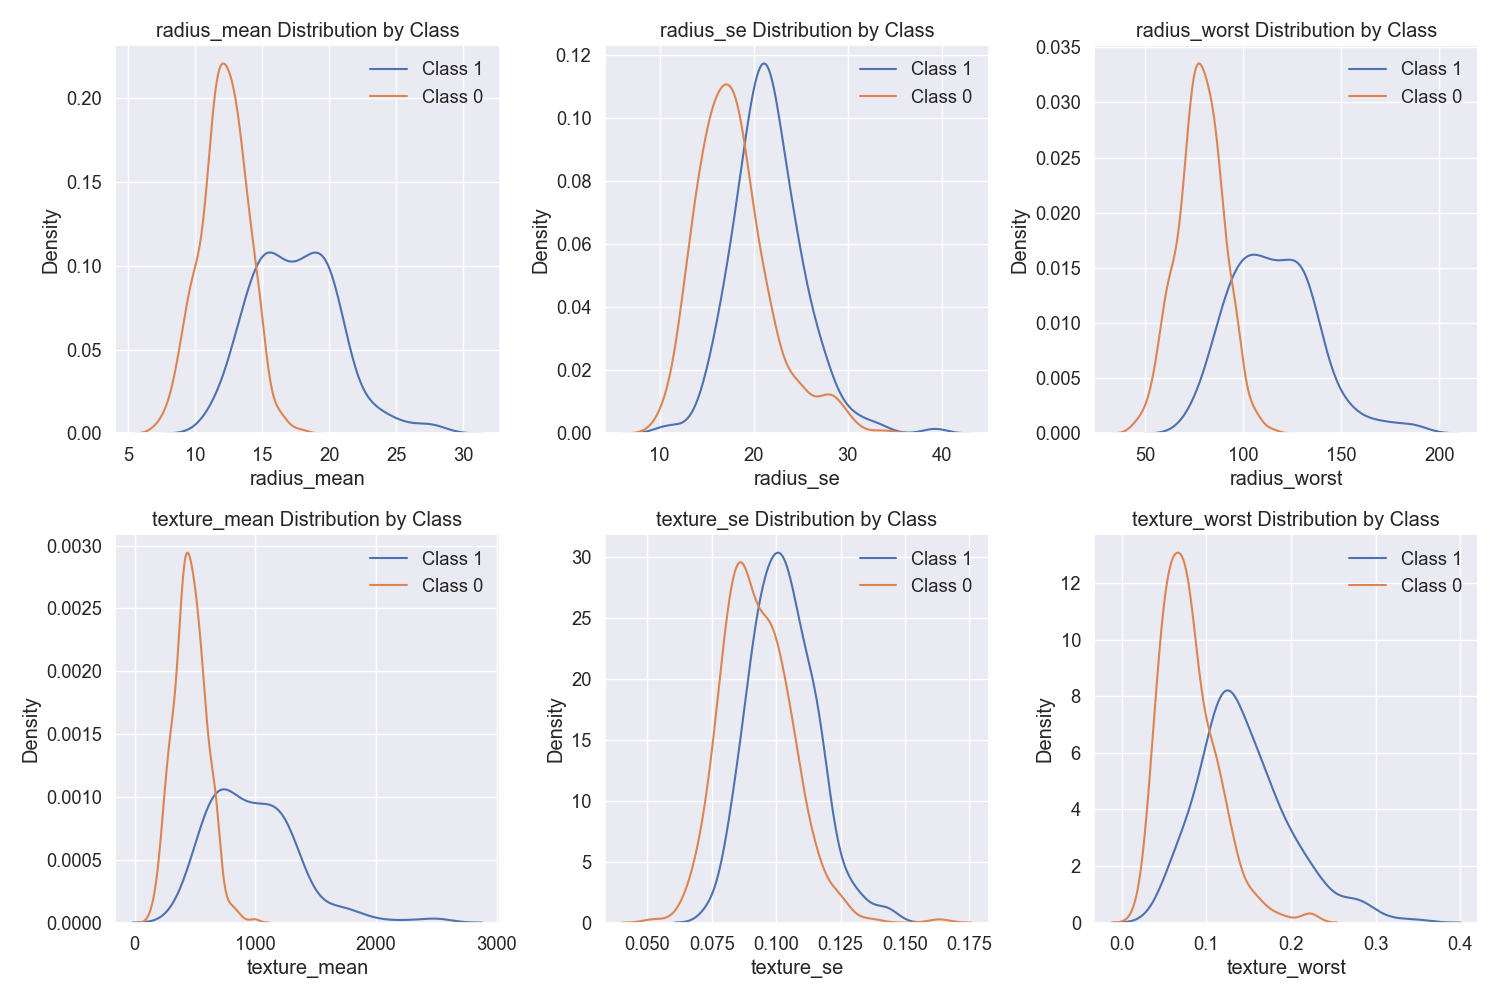 radius_mean Distribution by Class
Density
0.20
0.15
0.10
0.05
0.00
Class 1
Class 0
5 10 15 20 25 30
radius_mean
radius_se Distribution by Class
Density
0.12
0.10
0.08
0.06
0.04
0.02
0.00
Class 1
Class 0
10 20 30 40
radius_se
radius_worst Distribution by Class
Density
0.035
0.030
0.025
0.020
0.015
0.010
0.005
0.000
Class 1
Class 0
50 100 150 200
radius_worst
texture_mean Distribution by Class
Density
0.0030
0.0025
0.0020
0.0015
0.0010
0.0005
0.0000
Class 1
Class 0
0 1000 2000 3000
texture_mean
texture_se Distribution by Class
Density
30
25
20
15
10
5
0
Class 1
Class 0
0.050 0.075 0.100 0.125 0.150 0.175
texture_se
texture_worst Distribution by Class
Density
12
10
8
6
4
2
0
Class 1
Class 0
0.0 0.1 0.2 0.3 0.4
texture_worst